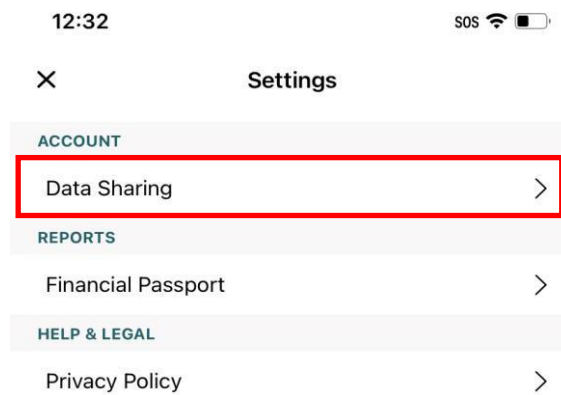 12:32 SOS
Settings
ACCOUNT
Data Sharing
REPORTS
Financial Passport
HELP & LEGAL
Privacy Policy